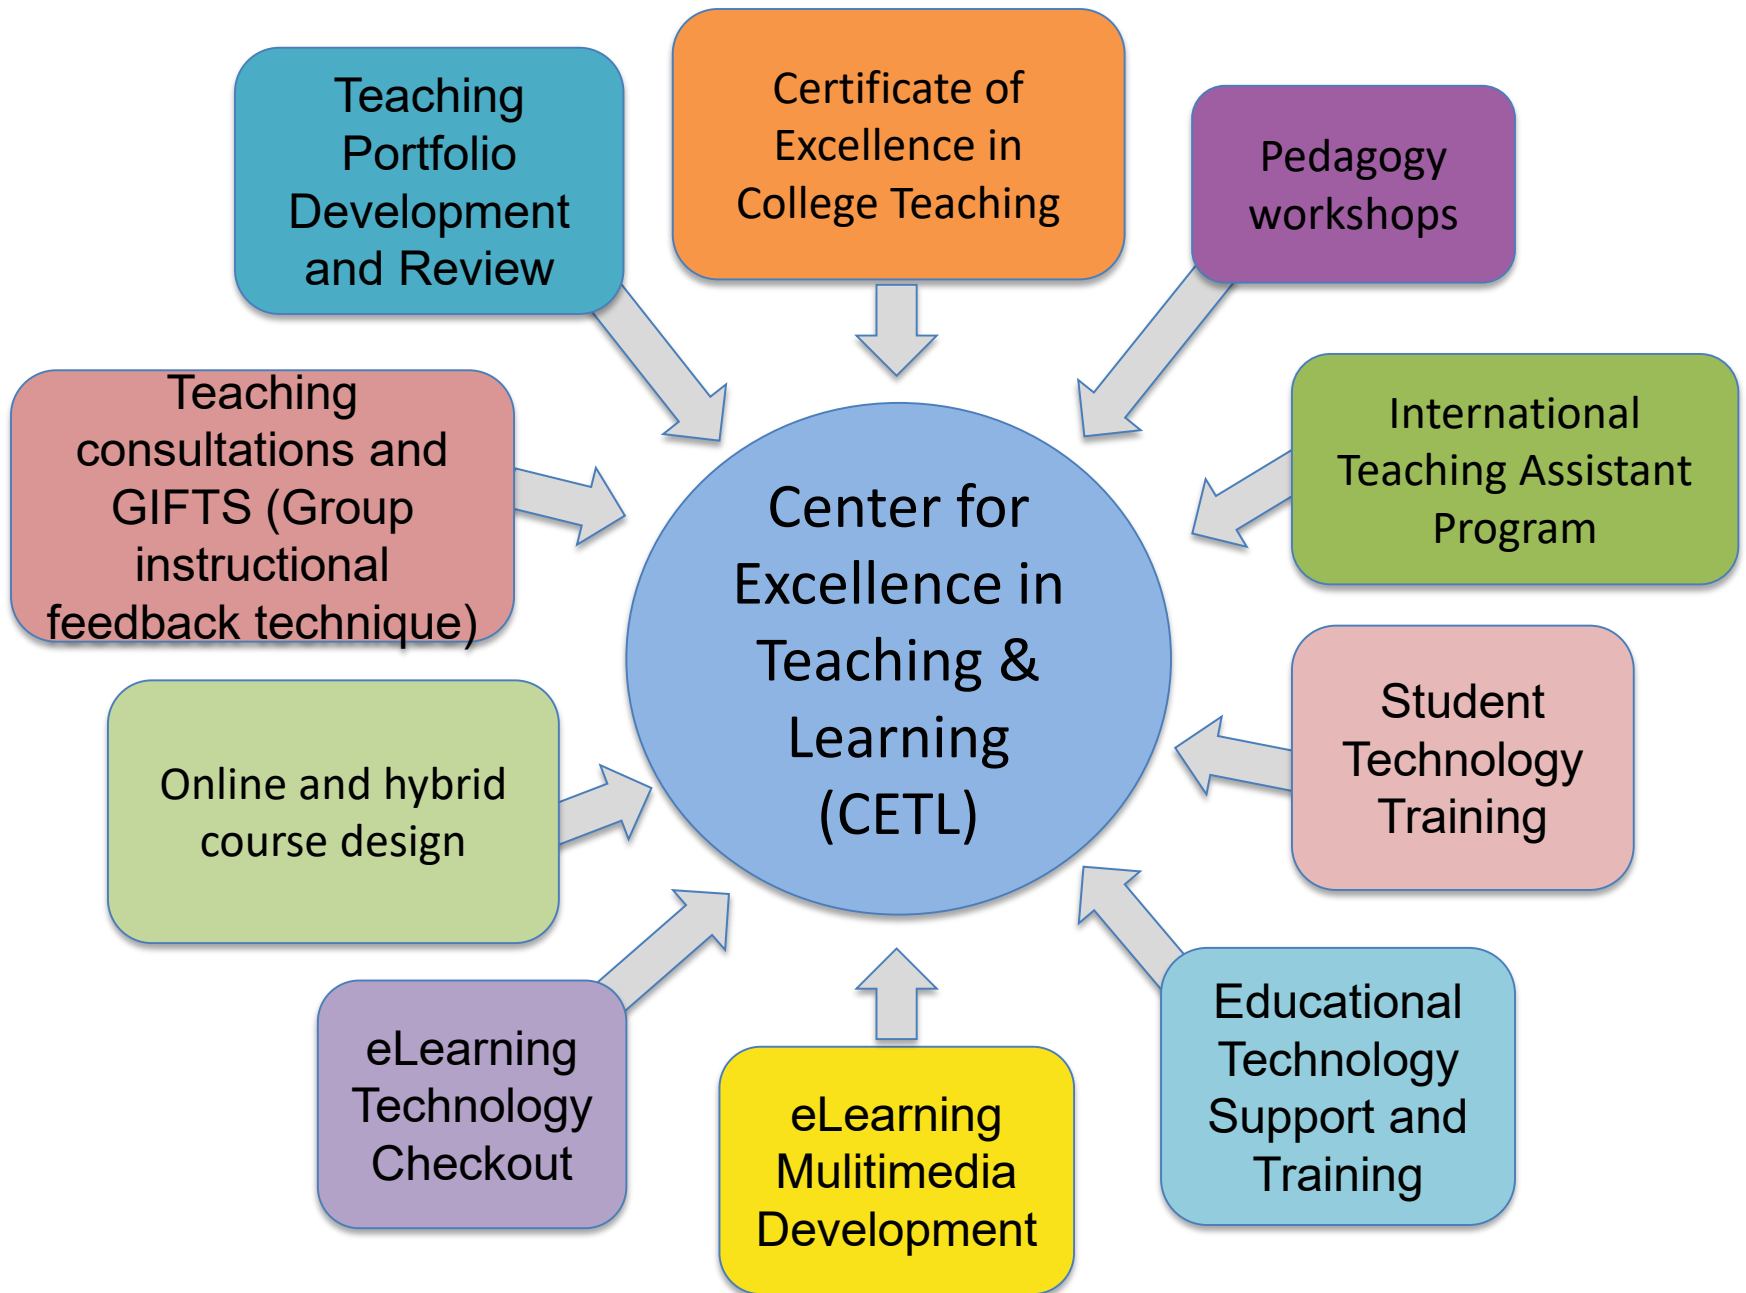 Teaching
Portfolio
Development
and Review
Certificate of
Excellence in
College Teaching
Pedagogy
workshops
Teaching
consultations and
GIFTS (Group
instructional
feedback technique)
Center for
Excellence in
Teaching &
Learning
(CETL)
International
Teaching Assistant
Program
Online and hybrid
course design
Student
Technology
Training
eLearning
Technology
Checkout
eLearning
Mulitimedia
Development
Educational
Technology
Support and
Training